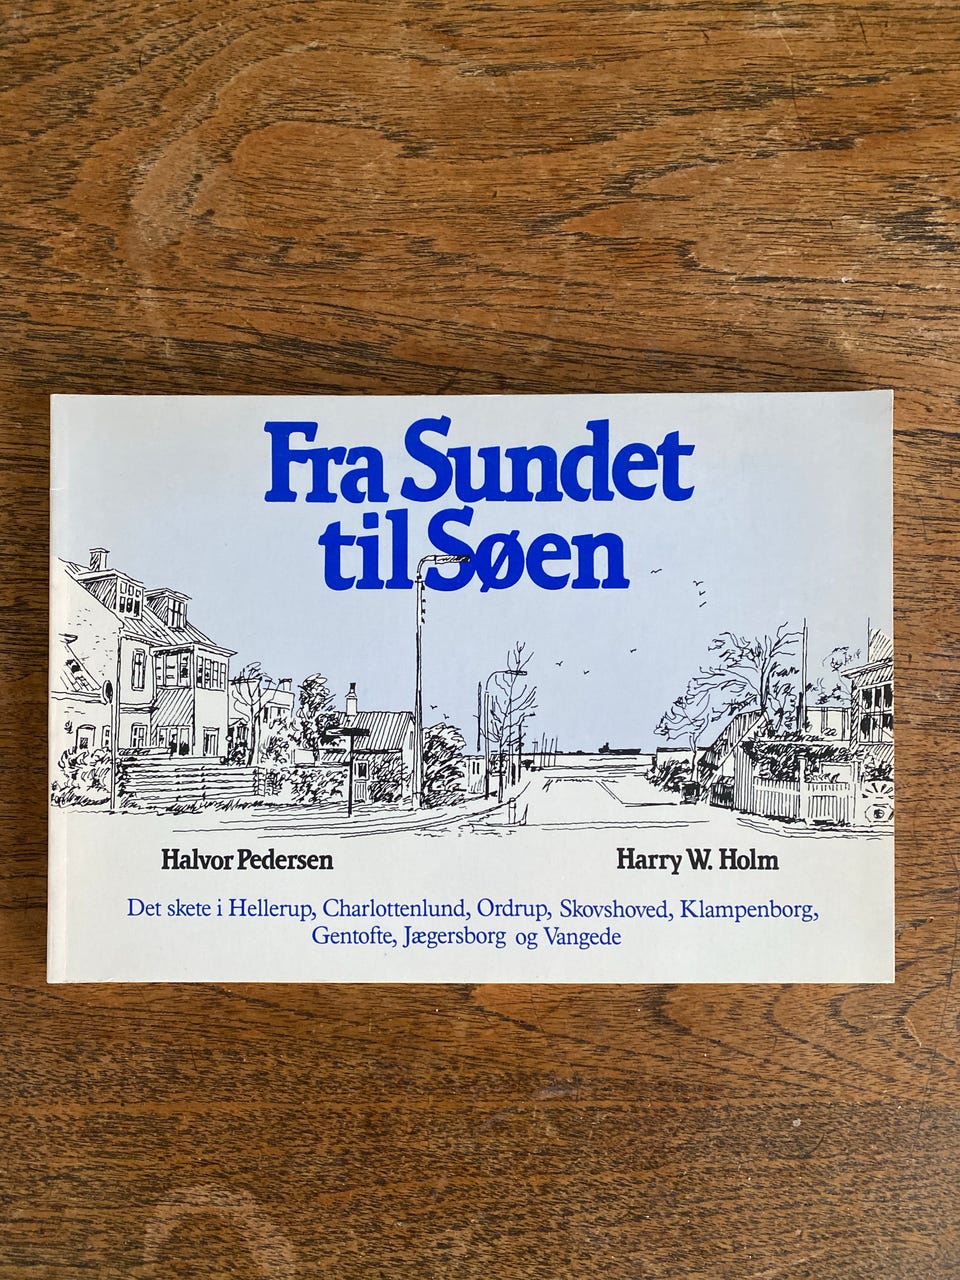 Fra Sundet
til Søen
Halvor Pedersen
Harry W. Holm
Det skete i Hellerup, Charlottenlund, Ordrup, Skovshoved, Klampenborg,
Gentofte, Jægersborg og Vangede